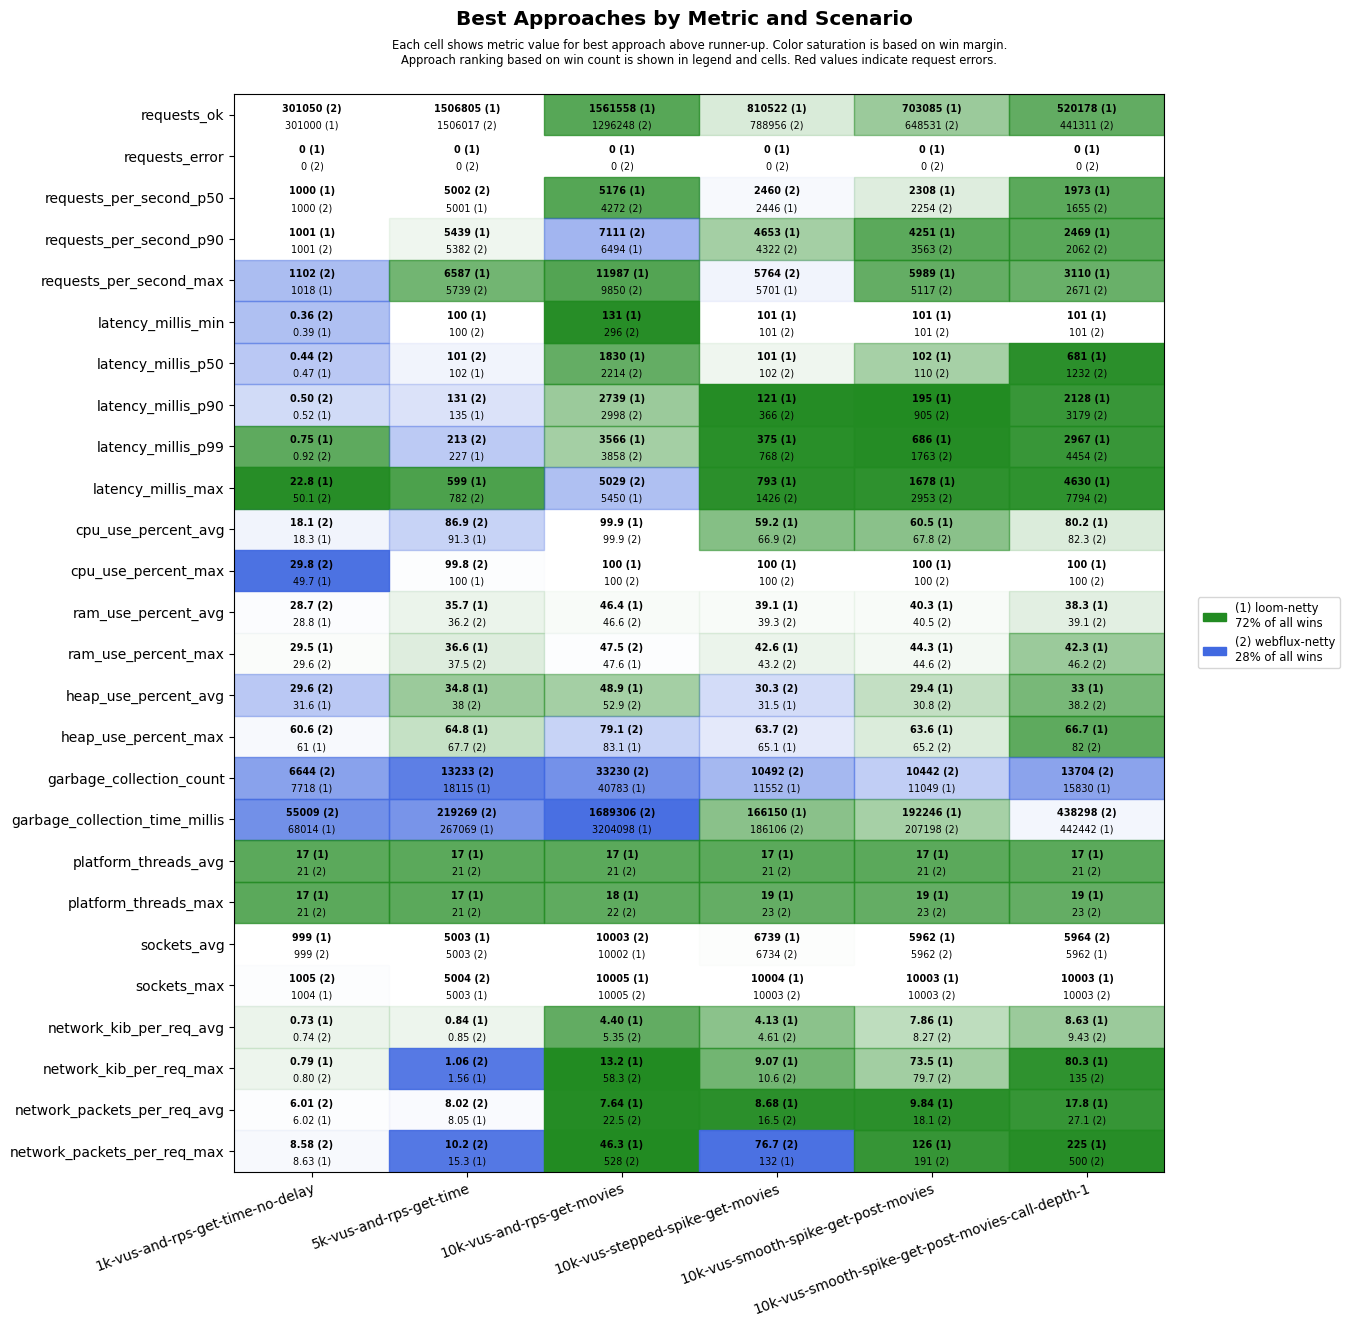 Best Approaches by Metric and Scenario
Each cell shows metric value for best approach above runner-up. Color saturation is based on win margin.
Approach ranking based on win count is shown in legend and cells. Red values indicate request errors.
requests_ok
301050 (2) 1506805 (1) 1561558 (1) 810522 (1) 703085 (1) 520178 (1)
301000 (1) 1506017 (2) 1296248 (2) 788956 (2) 648531 (2) 441311 (2)
requests_error
0 (1) 0 (1) 0 (1) 0 (1) 0 (1) 0 (1)
0 (2) 0 (2) 0 (2) 0 (2) 0 (2) 0 (2)
requests_per_second_p50
1000 (1) 5002 (2) 5176 (1) 2460 (2) 2308 (1) 1973 (1)
1000 (2) 5001 (1) 4272 (2) 2446 (1) 2254 (2) 1655 (2)
requests_per_second_p90
1001 (1) 5439 (1) 7111 (2) 4653 (1) 4251 (1) 2469 (1)
1001 (2) 5382 (2) 6494 (1) 4322 (2) 3563 (2) 2062 (2)
requests_per_second_max
1102 (2) 6587 (1) 11987 (1) 5764 (2) 5989 (1) 3110 (1)
1018 (1) 5739 (2) 9850 (2) 5701 (1) 5117 (2) 2671 (2)
latency_millis_min
0.36 (2) 100 (1) 131 (1) 101 (1) 101 (1) 101 (1)
0.39 (1) 100 (2) 296 (2) 101 (2) 101 (2) 101 (2)
latency_millis_p50
0.44 (2) 101 (2) 1830 (1) 101 (1) 102 (1) 681 (1)
0.47 (1) 102 (1) 2214 (2) 102 (2) 110 (2) 1232 (2)
latency_millis_p90
0.50 (2) 131 (2) 2739 (1) 121 (1) 195 (1) 2128 (1)
0.52 (1) 135 (1) 2998 (2) 366 (2) 905 (2) 3179 (2)
latency_millis_p99
0.75 (1) 213 (2) 3566 (1) 375 (1) 686 (1) 2967 (1)
0.92 (2) 227 (1) 3858 (2) 768 (2) 1763 (2) 4454 (2)
latency_millis_max
22.8 (1) 599 (1) 5029 (2) 793 (1) 1678 (1) 4630 (1)
50.1 (2) 782 (2) 5450 (1) 1426 (2) 2953 (2) 7794 (2)
cpu_use_percent_avg
18.1 (2) 86.9 (2) 99.9 (1) 59.2 (1) 60.5 (1) 80.2 (1)
18.3 (1) 91.3 (1) 99.9 (2) 66.9 (2) 67.8 (2) 82.3 (2)
cpu_use_percent_max
29.8 (2) 99.8 (2) 100 (1) 100 (1) 100 (1) 100 (1)
49.7 (1) 100 (1) 100 (2) 100 (2) 100 (2) 100 (2)
ram_use_percent_avg
28.7 (2) 35.7 (1) 46.4 (1) 39.1 (1) 40.3 (1) 38.3 (1)
28.8 (1) 36.2 (2) 46.6 (2) 39.3 (2) 40.5 (2) 39.1 (2)
ram_use_percent_max
29.5 (1) 36.6 (1) 47.5 (2) 42.6 (1) 44.3 (1) 42.3 (1)
29.6 (2) 37.5 (2) 47.6 (1) 43.2 (2) 44.6 (2) 46.2 (2)
heap_use_percent_avg
29.6 (2) 34.8 (1) 48.9 (1) 30.3 (2) 29.4 (1) 33 (1)
31.6 (1) 38 (2) 52.9 (2) 31.5 (1) 30.8 (2) 38.2 (2)
heap_use_percent_max
60.6 (2) 64.8 (1) 79.1 (2) 63.7 (2) 63.6 (1) 66.7 (1)
61 (1) 67.7 (2) 83.1 (1) 65.1 (1) 65.2 (2) 82 (2)
garbage_collection_count
6644 (2) 13233 (2) 33230 (2) 10492 (2) 10442 (2) 13704 (2)
7718 (1) 18115 (1) 40783 (1) 11552 (1) 11049 (1) 15830 (1)
garbage_collection_time_millis
55009 (2) 219269 (2) 1689306 (2) 166150 (1) 192246 (1) 438298 (2)
68014 (1) 267069 (1) 3204098 (1) 186106 (2) 207198 (2) 442442 (1)
platform_threads_avg
17 (1) 17 (1) 17 (1) 17 (1) 17 (1) 17 (1)
21 (2) 21 (2) 21 (2) 21 (2) 21 (2) 21 (2)
platform_threads_max
17 (1) 17 (1) 18 (1) 19 (1) 19 (1) 19 (1)
21 (2) 21 (2) 22 (2) 23 (2) 23 (2) 23 (2)
sockets_avg
999 (1) 5003 (1) 10003 (2) 6739 (1) 5962 (1) 5964 (2)
999 (2) 5003 (2) 10002 (1) 6734 (2) 5962 (2) 5962 (1)
sockets_max
1005 (2) 5004 (2) 10005 (1) 10004 (1) 10003 (1) 10003 (1)
1004 (1) 5003 (1) 10005 (2) 10003 (2) 10003 (2) 10003 (2)
network_kib_per_req_avg
0.73 (1) 0.84 (1) 4.40 (1) 4.13 (1) 7.86 (1) 8.63 (1)
0.74 (2) 0.85 (2) 5.35 (2) 4.61 (2) 8.27 (2) 9.43 (2)
network_kib_per_req_max
0.79 (1) 1.06 (2) 13.2 (1) 9.07 (1) 73.5 (1) 80.3 (1)
0.80 (2) 1.56 (1) 58.3 (2) 10.6 (2) 79.7 (2) 135 (2)
network_packets_per_req_avg
6.01 (2) 8.02 (2) 7.64 (1) 8.68 (1) 9.84 (1) 17.8 (1)
6.02 (1) 8.05 (1) 22.5 (2) 16.5 (2) 18.1 (2) 27.1 (2)
network_packets_per_req_max
8.58 (2) 10.2 (2) 46.3 (1) 76.7 (2) 126 (1) 225 (1)
8.63 (1) 15.3 (1) 528 (2) 132 (1) 191 (2) 500 (2)
1k-vus-and-rps-get-time-no-delay
5k-vus-and-rps-get-time
10k-vus-and-rps-get-movies
10k-vus-stepped-spike-get-movies
10k-vus-smooth-spike-get-post-movies
10k-vus-smooth-spike-get-post-movies-call-depth-1
(1) loom-netty
72% of all wins
(2) webflux-netty
28% of all wins